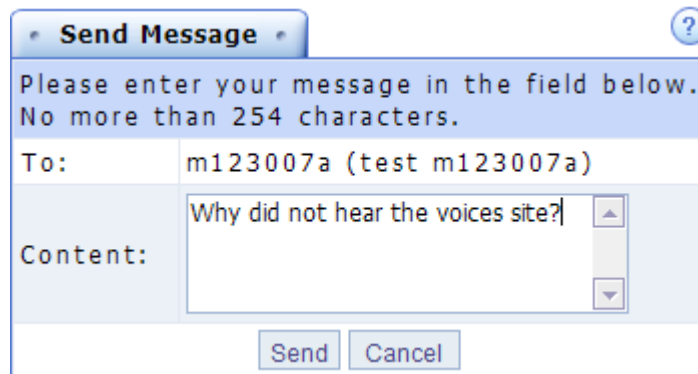 Send Message
?
Please enter your message in the field below.
No more than 254 characters.
To: m123007a (test m123007a)
Why did not hear the voices site?
Content:
Send Cancel